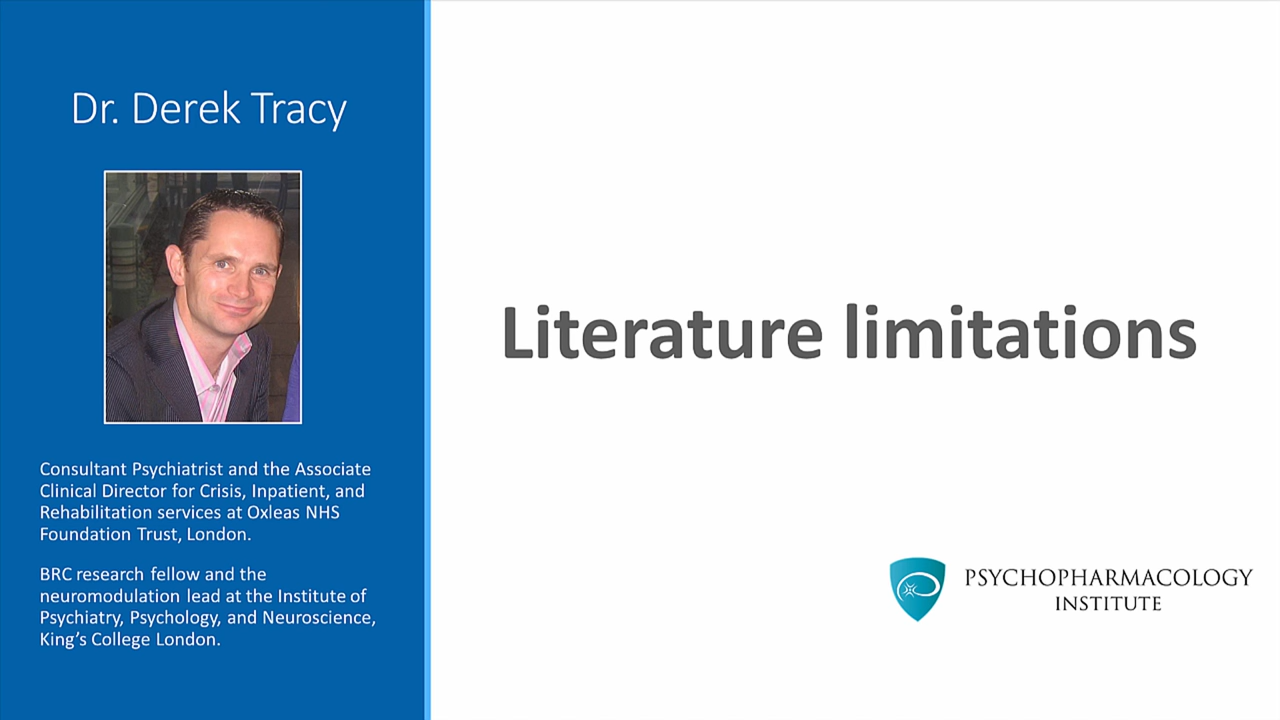 Dr. Derek Tracy
Consultant Psychiatrist and the Associate
Clinical Director for Crisis, Inpatient, and
Rehabilitation services at Oxleas NHS
Foundation Trust, London.
BRC research fellow and the
neuromodulation lead at the Institute of
Psychiatry, Psychology, and Neuroscience,
King’s College London.
Literature limitations
PSYCHOPHARMACOLOGY
INSTITUTE